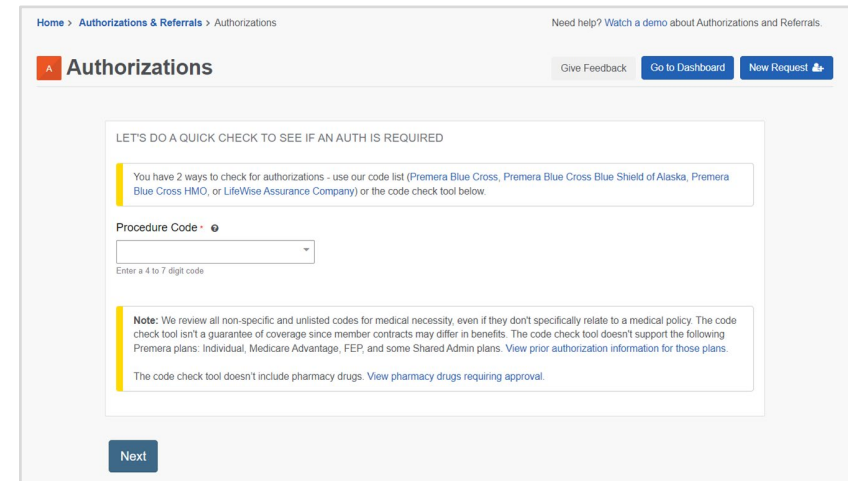 Home > Authorizations & Referrals > Authorizations
Need help? Watch a demo about Authorizations and Referrals.
A Authorizations
Give Feedback
Go to Dashboard
New Request
LET'S DO A QUICK CHECK TO SEE IF AN AUTH IS REQUIRED
You have 2 ways to check for authorizations - use our code list (Premera Blue Cross, Premera Blue Cross Blue Shield of Alaska, Premera
Blue Cross HMO, or LifeWise Assurance Company) or the code check tool below.
Procedure Code *
Enter a 4 to 7 digit code
Note: We review all non-specific and unlisted codes for medical necessity, even if they don't specifically relate to a medical policy. The code
check tool isn't a guarantee of coverage since member contracts may differ in benefits. The code check tool doesn't support the following
Premera plans: Individual, Medicare Advantage, FEP, and some Shared Admin plans. View prior authorization information for those plans.
The code check tool doesn't include pharmacy drugs. View pharmacy drugs requiring approval.
Next